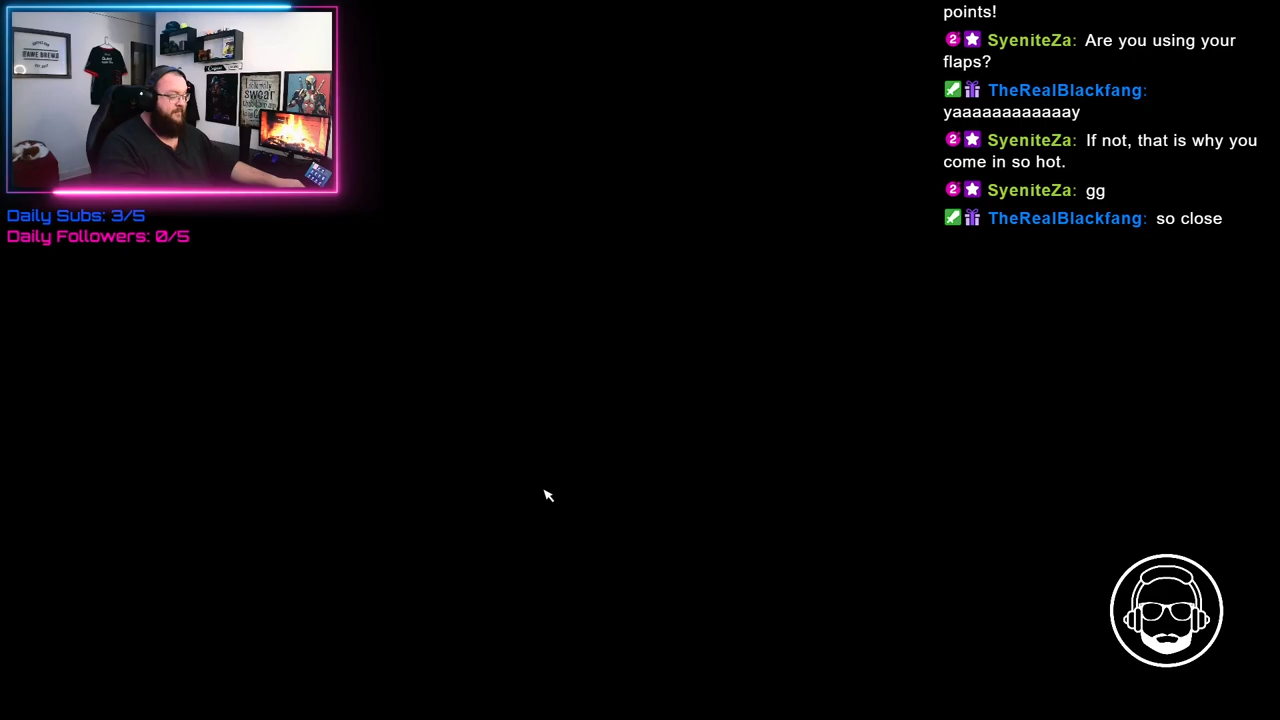 swear
Daily Subs: 3/5
Daily Followers: 0/5
points!
SyeniteZa: Are you using your
flaps?
TheRealBlackfang:
yaaaaaaaaaaaay
SyeniteZa: If not, that is why you
come in so hot.
SyeniteZa: gg
TheRealBlackfang: so close